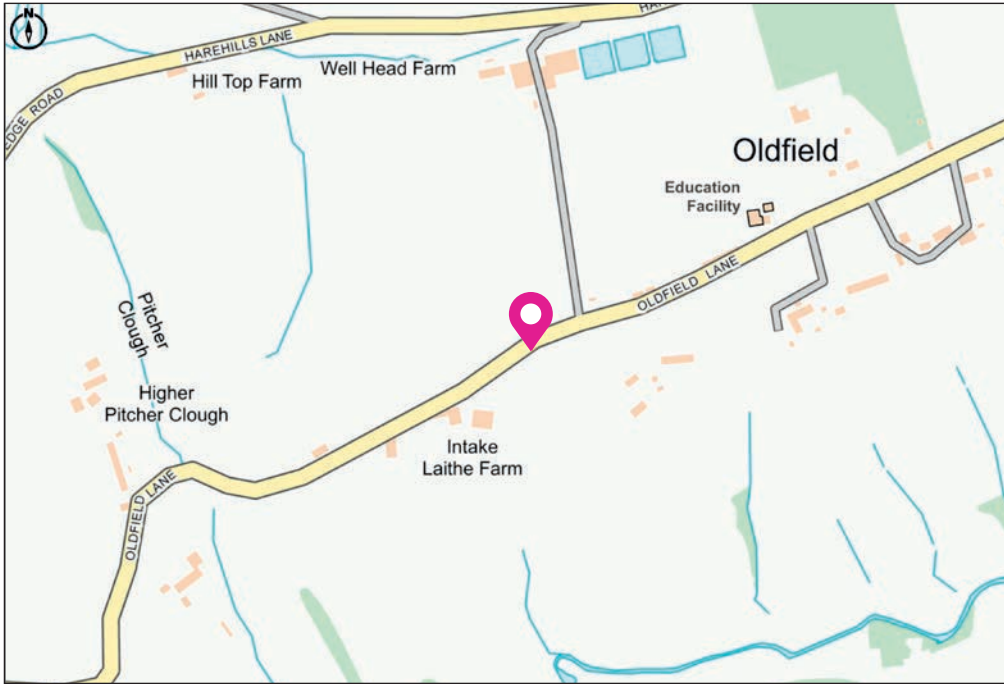 N
HAREHILLS LANE
HAREHILLS
EDGE ROAD
Hill Top Farm
Well Head Farm
Oldfield
Education
Facility
OLDFIELD LANE
Pitcher
Clough
Higher
Pitcher Clough
Intake
Laithe Farm
OLDFIELD LANE